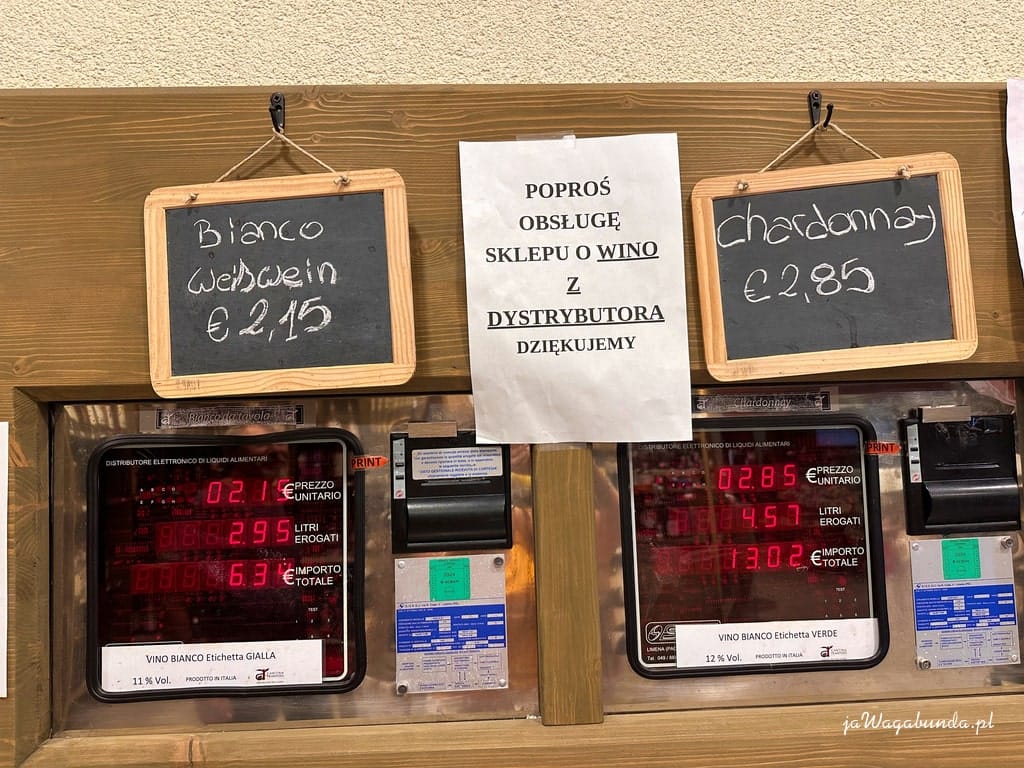 Bianco
weißwein
€ 2,15
POPROŚ
OBSŁUGĘ
SKLEPU O WINO
Z
DYSTRYBUTORA
DZIĘKUJEMY
Chardonnay
€ 2,85
Bianco da tavola
DISTRIBUTORE ELETTRONICO DI LIQUIDI ALIMENTARI
02.15 € PREZZO
UNITARIO
2.95 LITRI
EROGATI
6.34 € IMPORTO
TOTALE
TEST
PRINT
VINO BIANCO Etichetta GIALLA
11 % Vol. PRODOTTO IN ITALIA
Chardonnay
DISTRIBUTORE ELETTRONICO DI LIQUIDI ALIMENTARI
02.85 € PREZZO
UNITARIO
4.57 LITRI
EROGATI
13.02 € IMPORTO
TOTALE
TEST
PRINT
VINO BIANCO Etichetta VERDE
12 % Vol. PRODOTTO IN ITALIA
jaWagabunda.pl